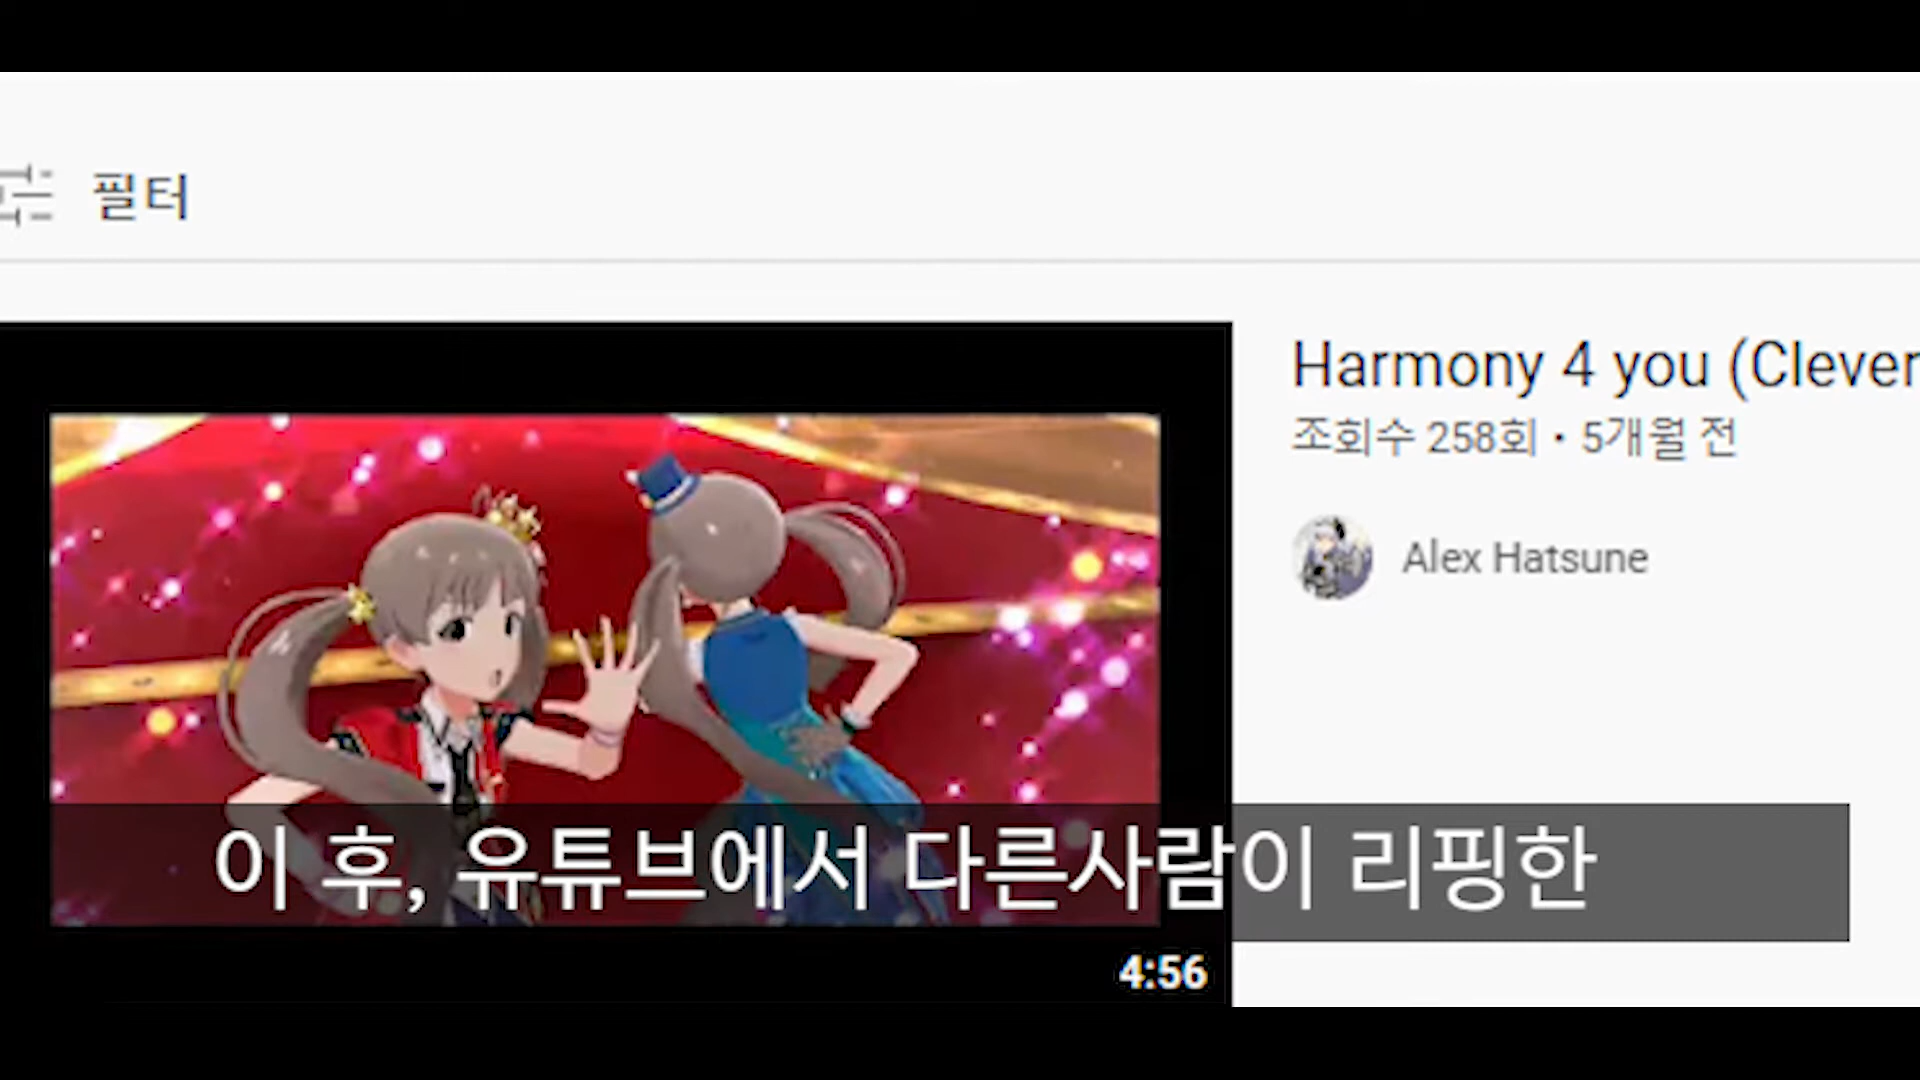 필터
Harmony 4 you (Clever
조회수 258회・5개월 전
Alex Hatsune
이 후, 유튜브에서 다른사람이 리핑한
4:56